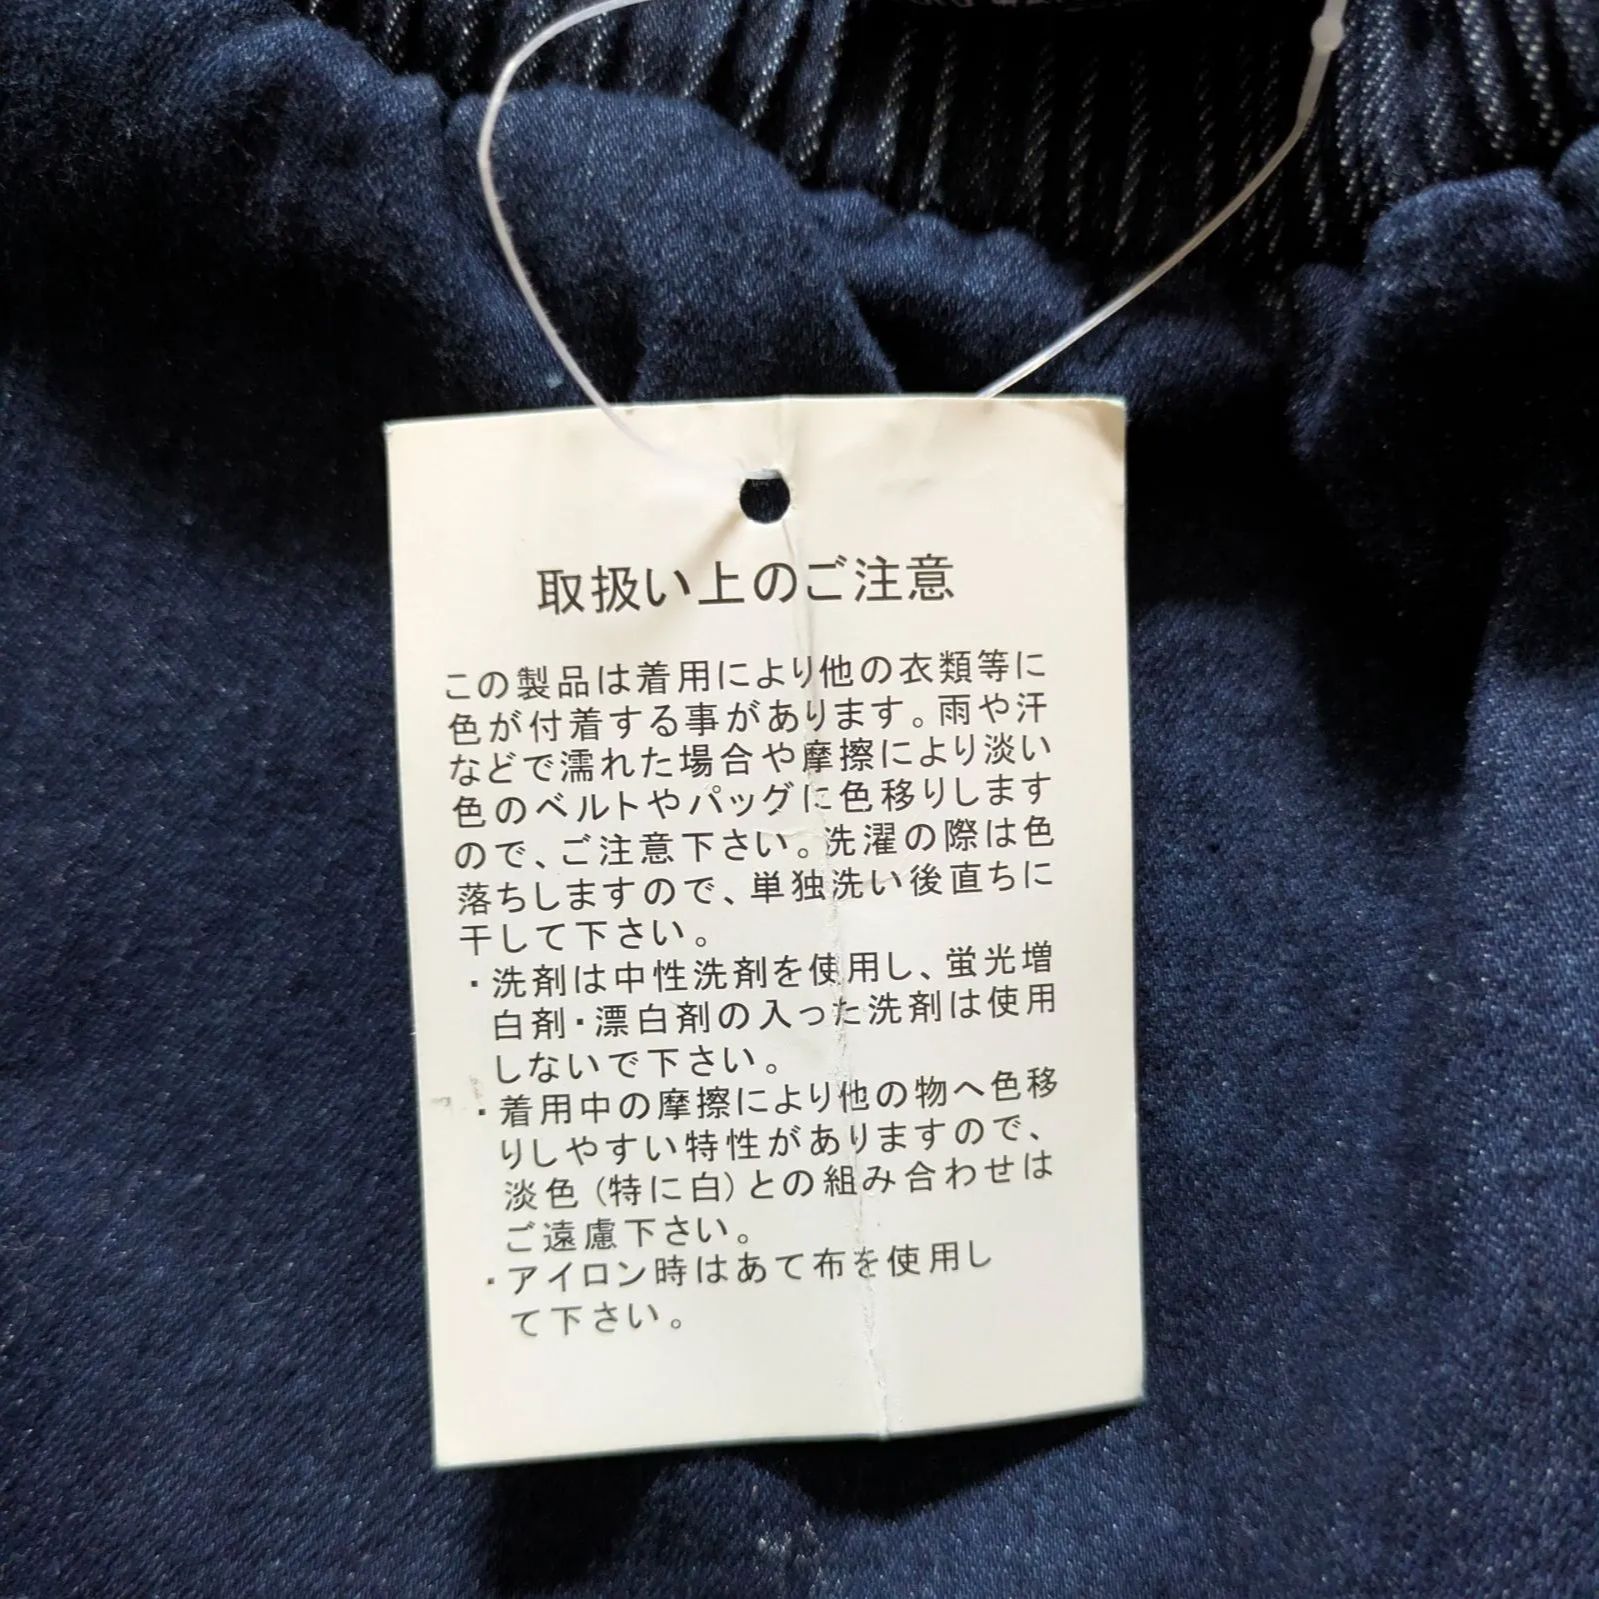 取扱い上のご注意
この製品は着用により他の衣類等に
色が付着する事があります。雨や汗
などで濡れた場合や摩擦により淡い
色のベルトやバッグに色移りします
ので、ご注意下さい。洗濯の際は色
落ちしますので、単独洗い後直ちに
干して下さい。
・洗剤は中性洗剤を使用し、蛍光増
白剤・漂白剤の入った洗剤は使用
しないで下さい。
・着用中の摩擦により他の物へ色移
りしやすい特性がありますので、
淡色(特に白)との組み合わせは
ご遠慮下さい。
・アイロン時はあて布を使用し
て下さい。